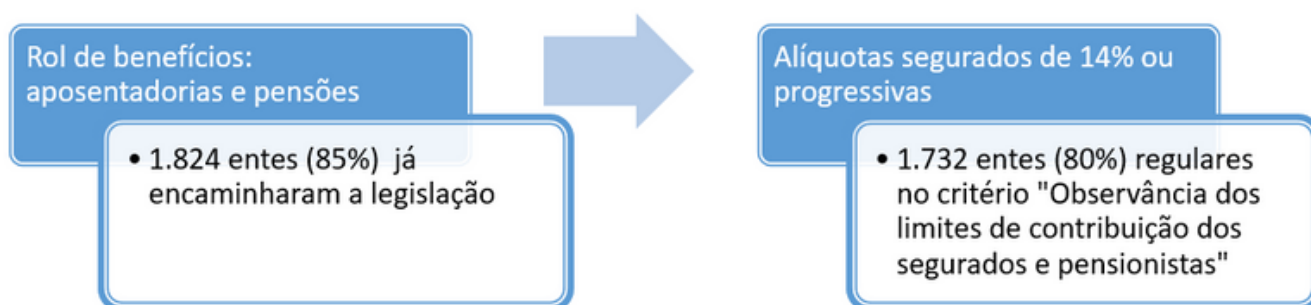 Rol de benefícios:
aposentadorias e pensões
• 1.824 entes (85%) já
encaminharam a legislação
Alíquotas segurados de 14% ou
progressivas
• 1.732 entes (80%) regulares
no critério "Observância dos
limites de contribuição dos
segurados e pensionistas"